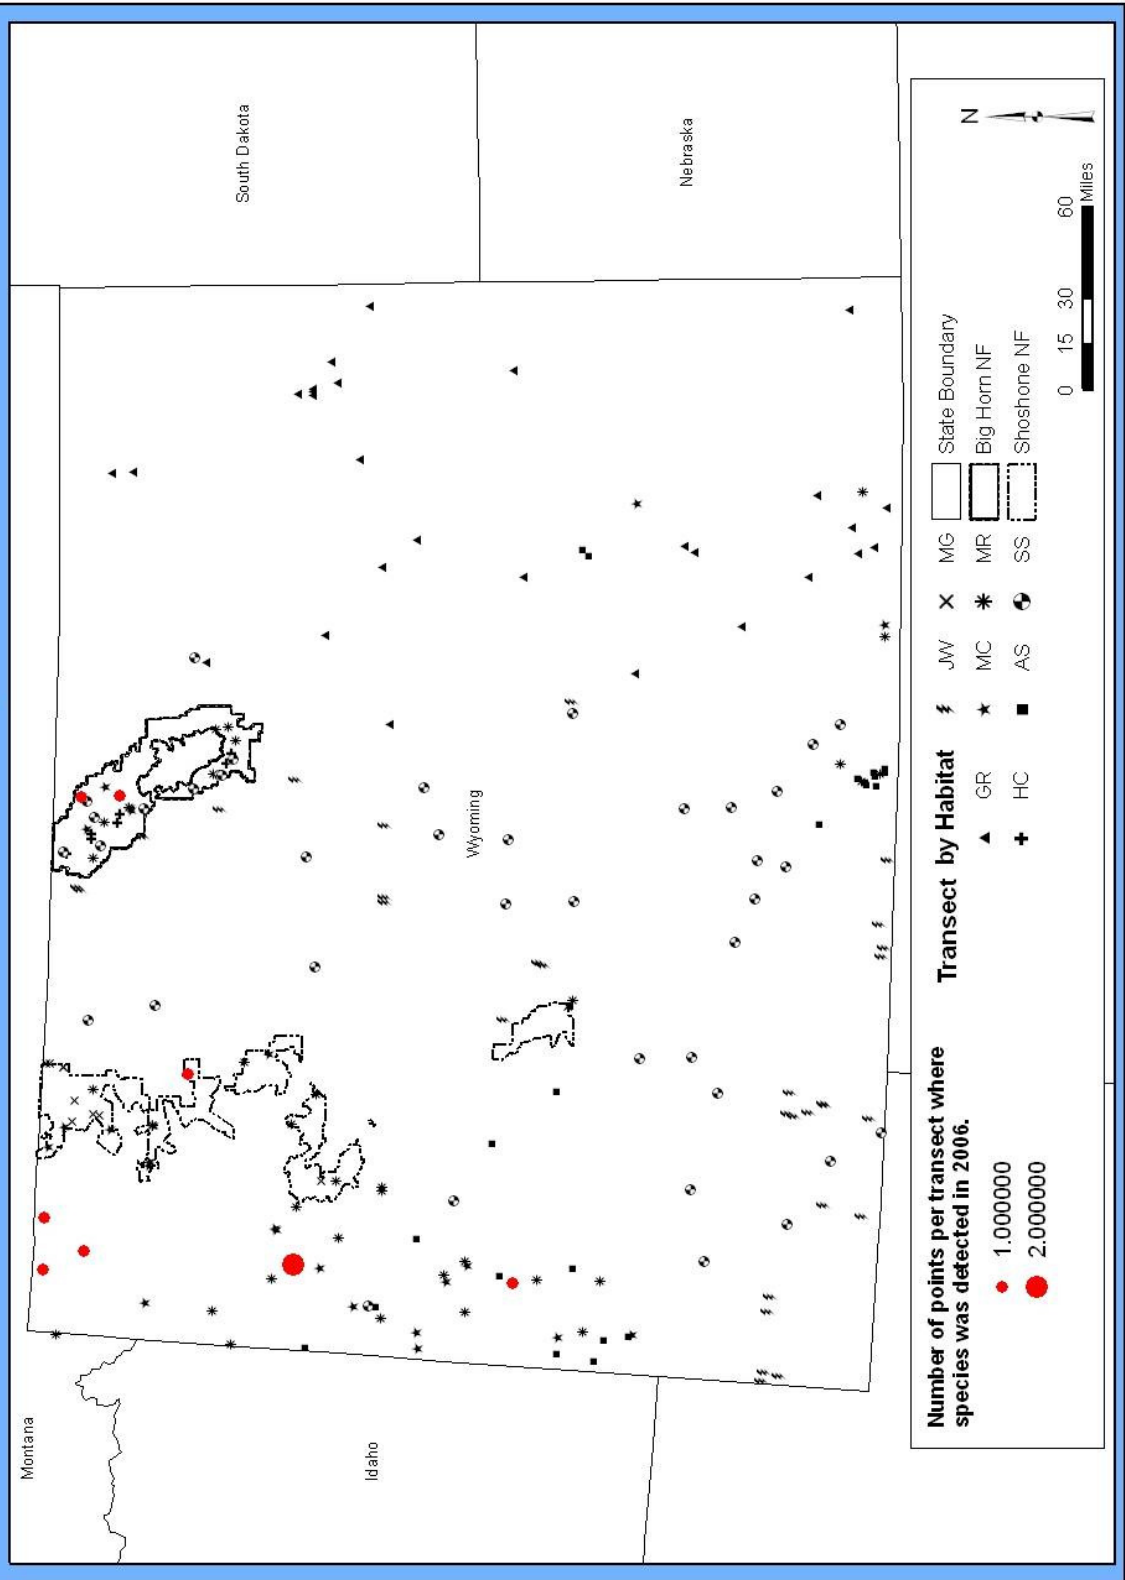 Montana
Idaho
Wyoming
South Dakota
Nebraska
Number of points per transect where
species was detected in 2006.
1.000000
2.000000
Transect by Habitat
GR
HC
JW
MC
AS
MG
MR
SS
State Boundary
Big Horn NF
Shoshone NF
N
0 15 30 60
Miles